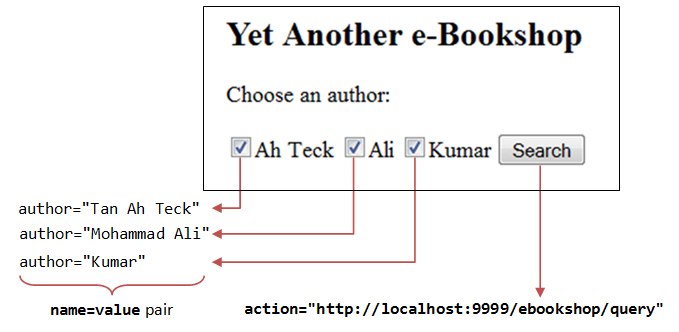 Yet Another e-Bookshop
Choose an author:
Ah Teck Ali Kumar Search
author="Tan Ah Teck"
author="Mohammad Ali"
author="Kumar"
name=value pair
action="http://localhost:9999/ebookshop/query"